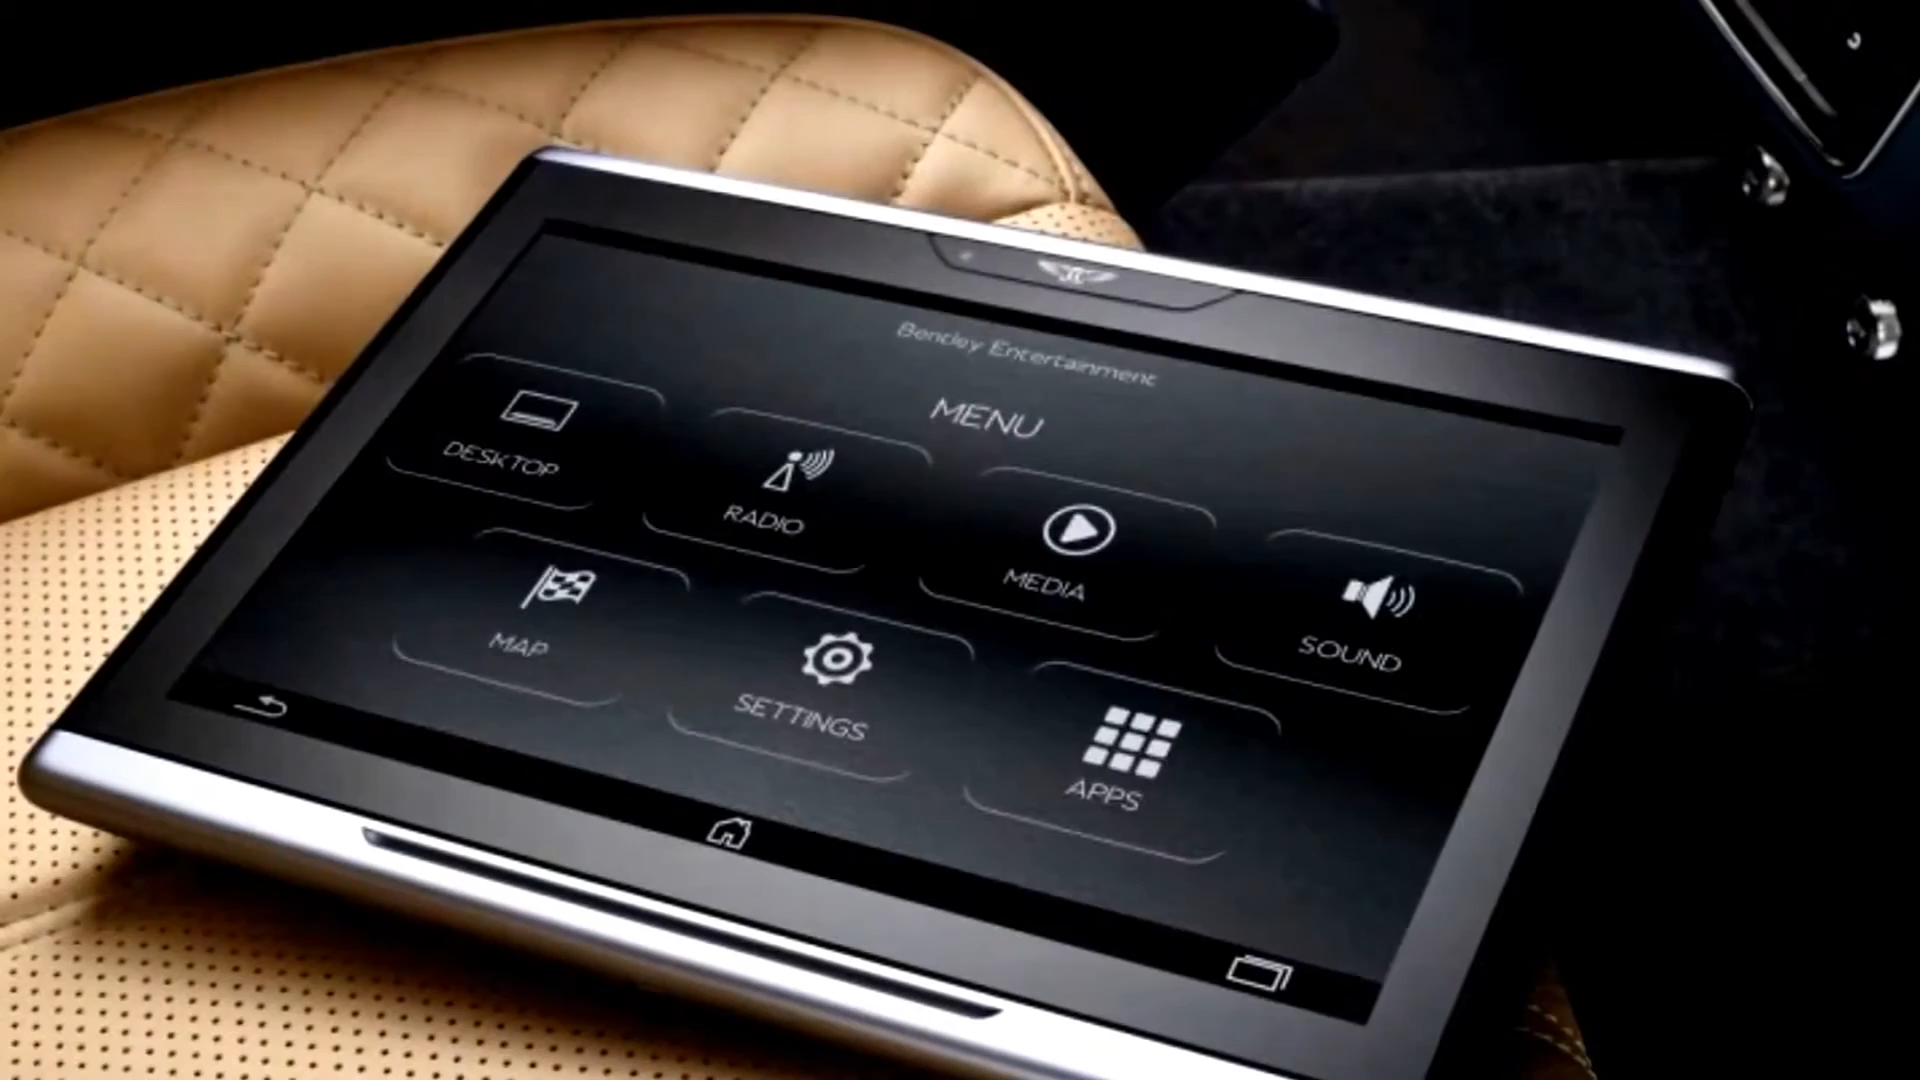 Bentley Entertainment
MENU
DESKTOP
RADIO
MEDIA
SOUND
MAP
SETTINGS
APPS